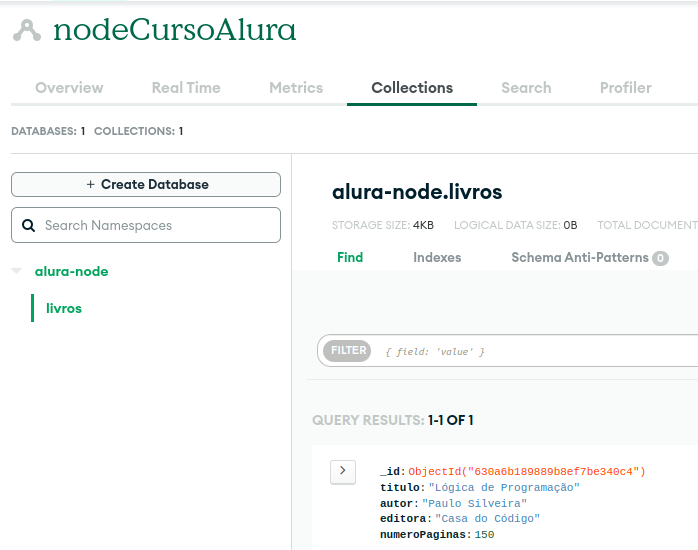 nodeCursoAlura
Overview Real Time Metrics Collections Search Profiler
DATABASES: 1 COLLECTIONS: 1
+ Create Database
Search Namespaces
alura-node
livros
alura-node.livros
STORAGE SIZE: 4KB LOGICAL DATA SIZE: 0B TOTAL DOCUMENT
Find Indexes Schema Anti-Patterns 0
FILTER { field: 'value' }
QUERY RESULTS: 1-1 OF 1
_id: ObjectId("630a6b189889b8ef7be340c4")
titulo: "Lógica de Programação"
autor: "Paulo Silveira"
editora: "Casa do Código"
numeroPaginas: 150